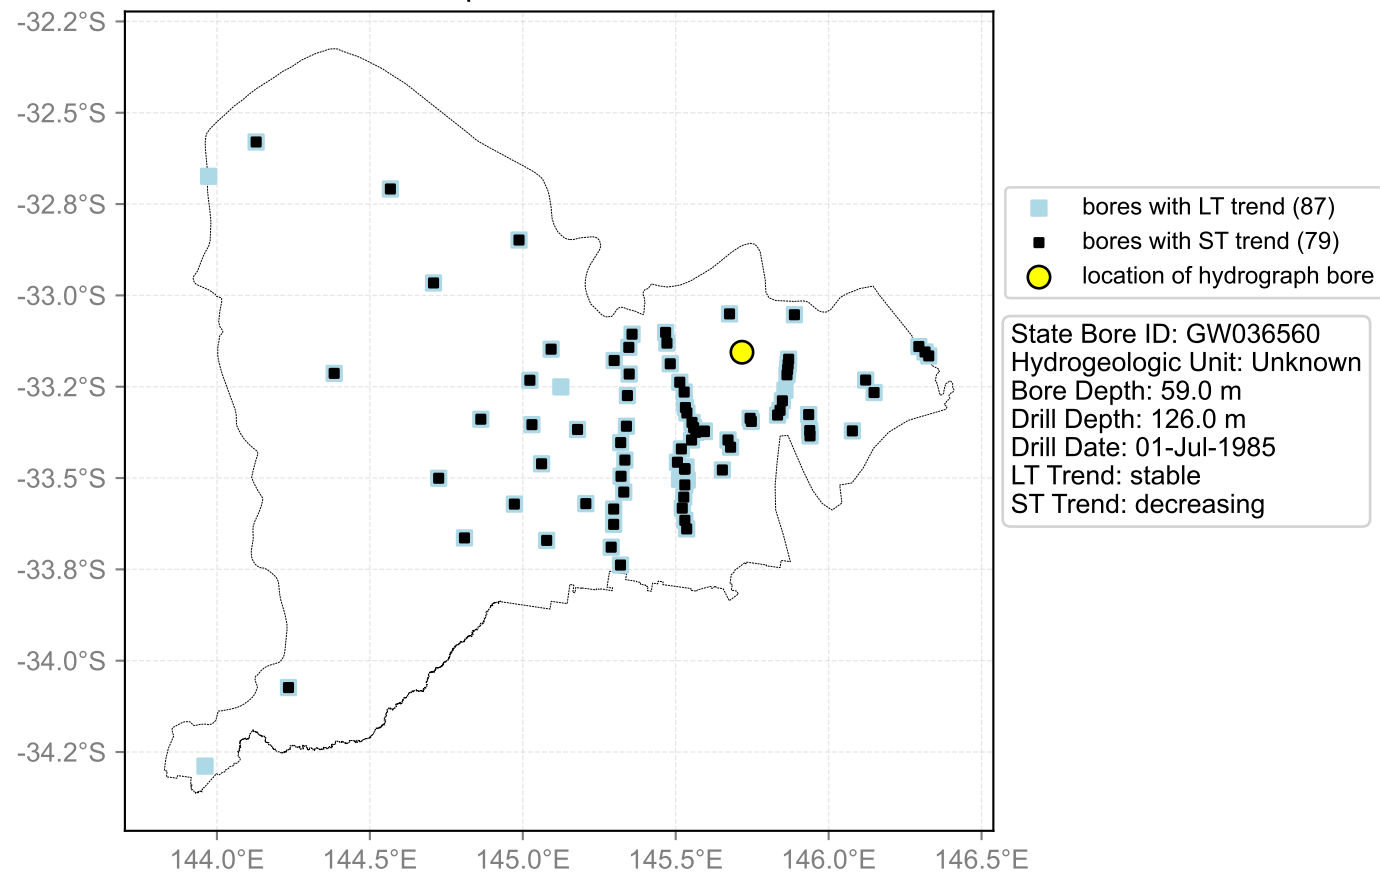 -32.2°S
-32.5°S
-32.8°S
-33.0°S
-33.2°S
-33.5°S
-33.8°S
-34.0°S
-34.2°S
144.0°E 144.5°E 145.0°E 145.5°E 146.0°E 146.5°E
bores with LT trend (87)
bores with ST trend (79)
location of hydrograph bore
State Bore ID: GW036560
Hydrogeologic Unit: Unknown
Bore Depth: 59.0 m
Drill Depth: 126.0 m
Drill Date: 01-Jul-1985
LT Trend: stable
ST Trend: decreasing